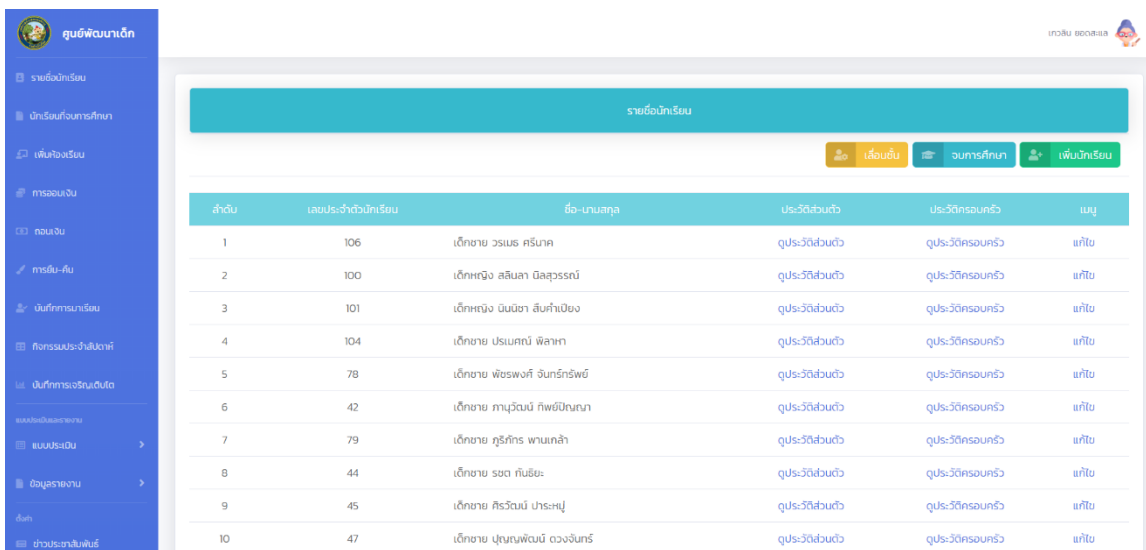 ศูนย์พัฒนาเด็ก
เกวลิน ยอดสะแล
รายชื่อนักเรียน
นักเรียนที่จบการศึกษา
เพิ่มห้องเรียน
การออมเงิน
ถอนเงิน
การยืม-คืน
บันทึกการมาเรียน
กิจกรรมประจำสัปดาห์
บันทึกการเจริญเติบโต
แบบประเมินและรายงาน
แบบประเมิน
ข้อมูลรายงาน
ตั้งค่า
ข่าวประชาสัมพันธ์
รายชื่อนักเรียน
เลื่อนชั้น จบการศึกษา เพิ่มนักเรียน
ลำดับ เลขประจำตัวนักเรียน ชื่อ-นามสกุล ประวัติส่วนตัว ประวัติครอบครัว เมนู
1 106 เด็กชาย วรเมธ ศรีนาค ดูประวัติส่วนตัว ดูประวัติครอบครัว แก้ไข
2 100 เด็กหญิง สลินลา นิลสุวรรณ์ ดูประวัติส่วนตัว ดูประวัติครอบครัว แก้ไข
3 101 เด็กหญิง นินนิชา สืบคำเปียง ดูประวัติส่วนตัว ดูประวัติครอบครัว แก้ไข
4 104 เด็กชาย ปรเมศณ์ พิลาหา ดูประวัติส่วนตัว ดูประวัติครอบครัว แก้ไข
5 78 เด็กชาย พัชรพงศ์ จันทร์ทรัพย์ ดูประวัติส่วนตัว ดูประวัติครอบครัว แก้ไข
6 42 เด็กชาย ภานุวัฒน์ ทิพย์ปัญญา ดูประวัติส่วนตัว ดูประวัติครอบครัว แก้ไข
7 79 เด็กชาย ภูริภัทร พานเกล้า ดูประวัติส่วนตัว ดูประวัติครอบครัว แก้ไข
8 44 เด็กชาย รชต กันธิยะ ดูประวัติส่วนตัว ดูประวัติครอบครัว แก้ไข
9 45 เด็กชาย ศิรวัฒน์ ปาระหมู่ ดูประวัติส่วนตัว ดูประวัติครอบครัว แก้ไข
10 47 เด็กชาย ปุญญพัฒน์ ดวงจันทร์ ดูประวัติส่วนตัว ดูประวัติครอบครัว แก้ไข